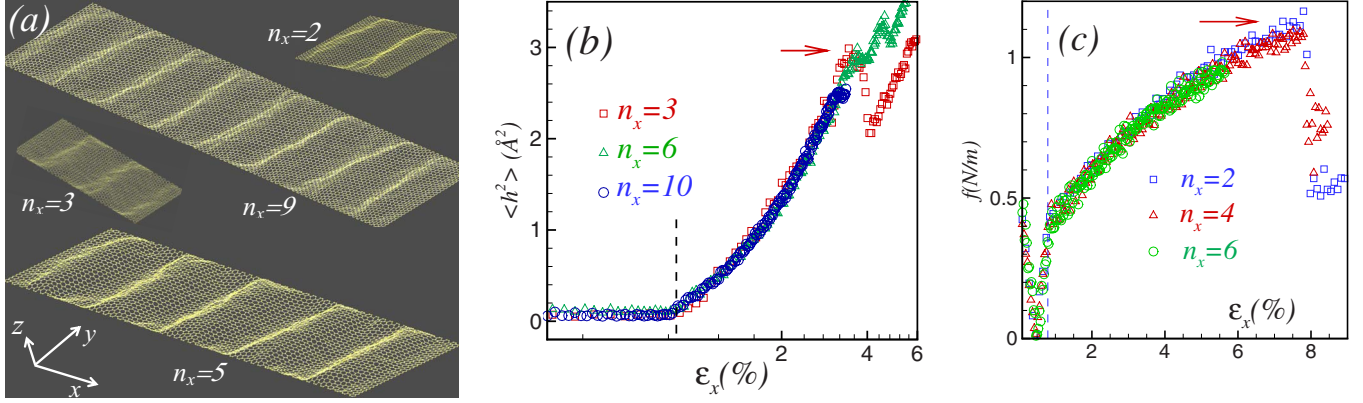 (a)
n_x=2
n_x=3
n_x=9
n_x=5
z
y
x
(b)
3
2
1
0
<h²> (Å²)
n_x=3
n_x=6
n_x=10
2
4
6
ε_x(%)
(c)
1
0.5
0
f(N/m)
n_x=2
n_x=4
n_x=6
ε_x(%)
2
4
6
8